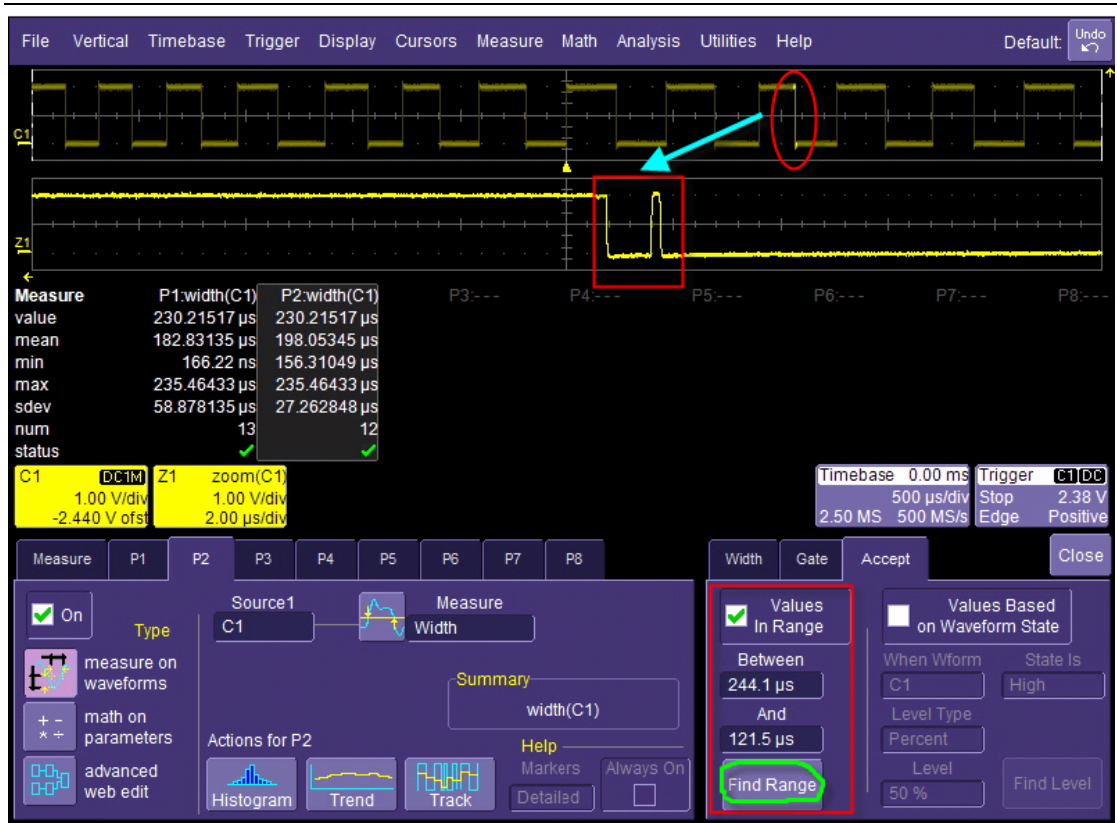 File Vertical Timebase Trigger Display Cursors Measure Math Analysis Utilities Help Default: Undo
C1
Z1
Measure P1:width(C1) P2:width(C1) P3:--- P4:--- P5:--- P6:--- P7:--- P8:---
value 230.21517 µs 230.21517 µs
mean 182.83135 µs 198.05345 µs
min 166.22 ns 156.31049 µs
max 235.46433 µs 235.46433 µs
sdev 58.878135 µs 27.262848 µs
num 13 12
status
C1 DC1M Z1 zoom(C1) Timebase 0.00 ms Trigger C1 DC
1.00 V/div 1.00 V/div 500 µs/div Stop 2.38 V
-2.440 V ofst 2.00 µs/div 2.50 MS 500 MS/s Edge Positive
Measure P1 P2 P3 P4 P5 P6 P7 P8 Width Gate Accept Close
On
Type
measure on
waveforms
+ - math on
* ÷ parameters
advanced
web edit
Source1
C1
Measure
Width
Summary
width(C1)
Actions for P2
Histogram Trend Track
Help
Markers Always On
Detailed
Values
In Range
Between
244.1 µs
And
121.5 µs
Find Range
Values Based
on Waveform State
When Wform State Is
C1 High
Level Type
Percent
Level
50 % Find Level